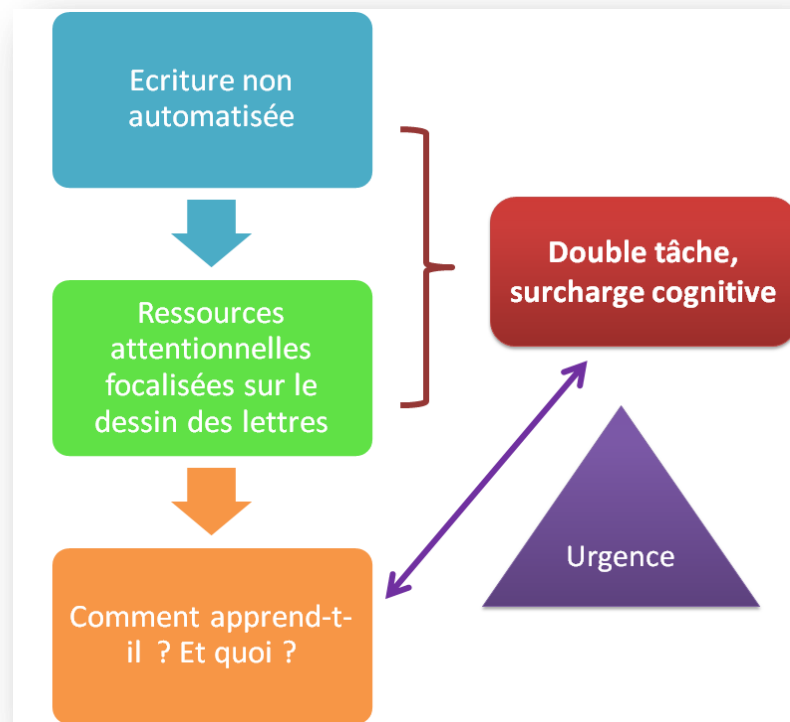 Ecriture non
automatisée
Ressources
attentionnelles
focalisées sur le
dessin des lettres
Comment apprend-t-
il  ? Et quoi ?
Double tâche,
surcharge cognitive
Urgence